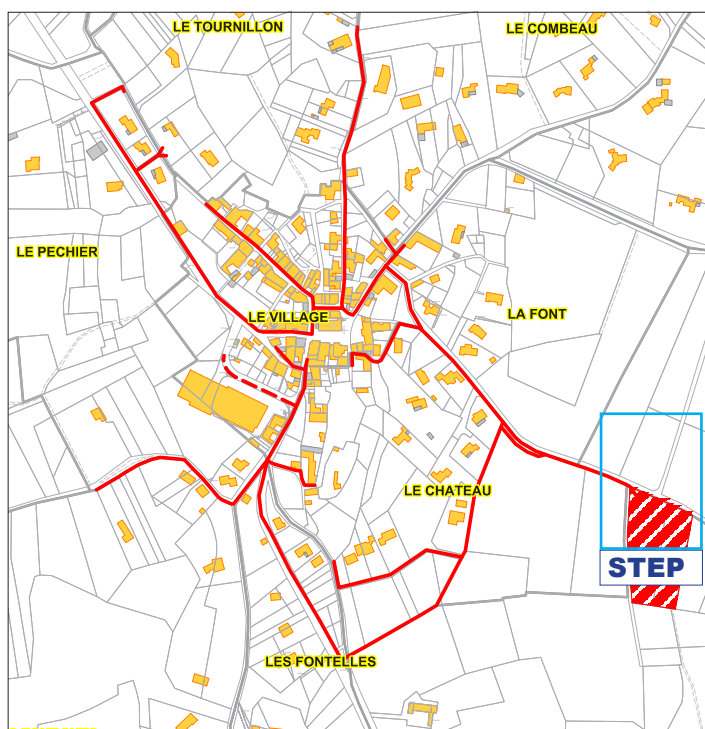 LE TOURNILLON
LE COMBEAU
LE PECHIER
LE VILLAGE
LA FONT
LE CHATEAU
STEP
LES FONTELLES